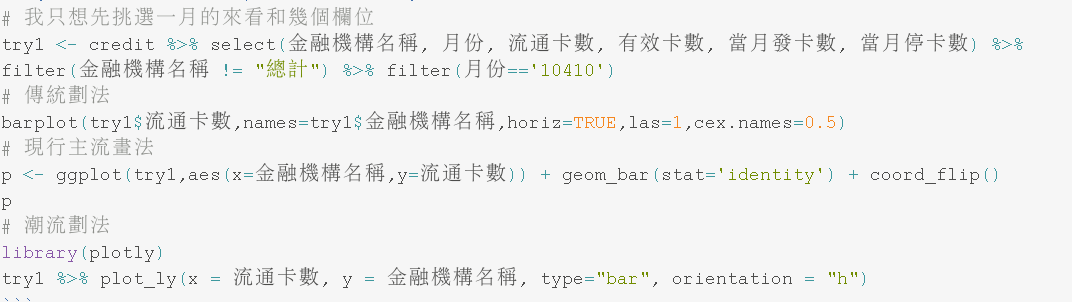 # 我只想先挑選一月的來看和幾個欄位
try1 <- credit %>% select(金融機構名稱, 月份, 流通卡數, 有效卡數, 當月發卡數, 當月停卡數) %>%
filter(金融機構名稱 != "總計") %>% filter(月份=='10410')
# 傳統劃法
barplot(try1$流通卡數,names=try1$金融機構名稱,horiz=TRUE,las=1,cex.names=0.5)
# 現行主流畫法
p <- ggplot(try1,aes(x=金融機構名稱,y=流通卡數)) + geom_bar(stat='identity') + coord_flip()
p
# 潮流劃法
library(plotly)
try1 %>% plot_ly(x = 流通卡數, y = 金融機構名稱, type="bar", orientation = "h")
```